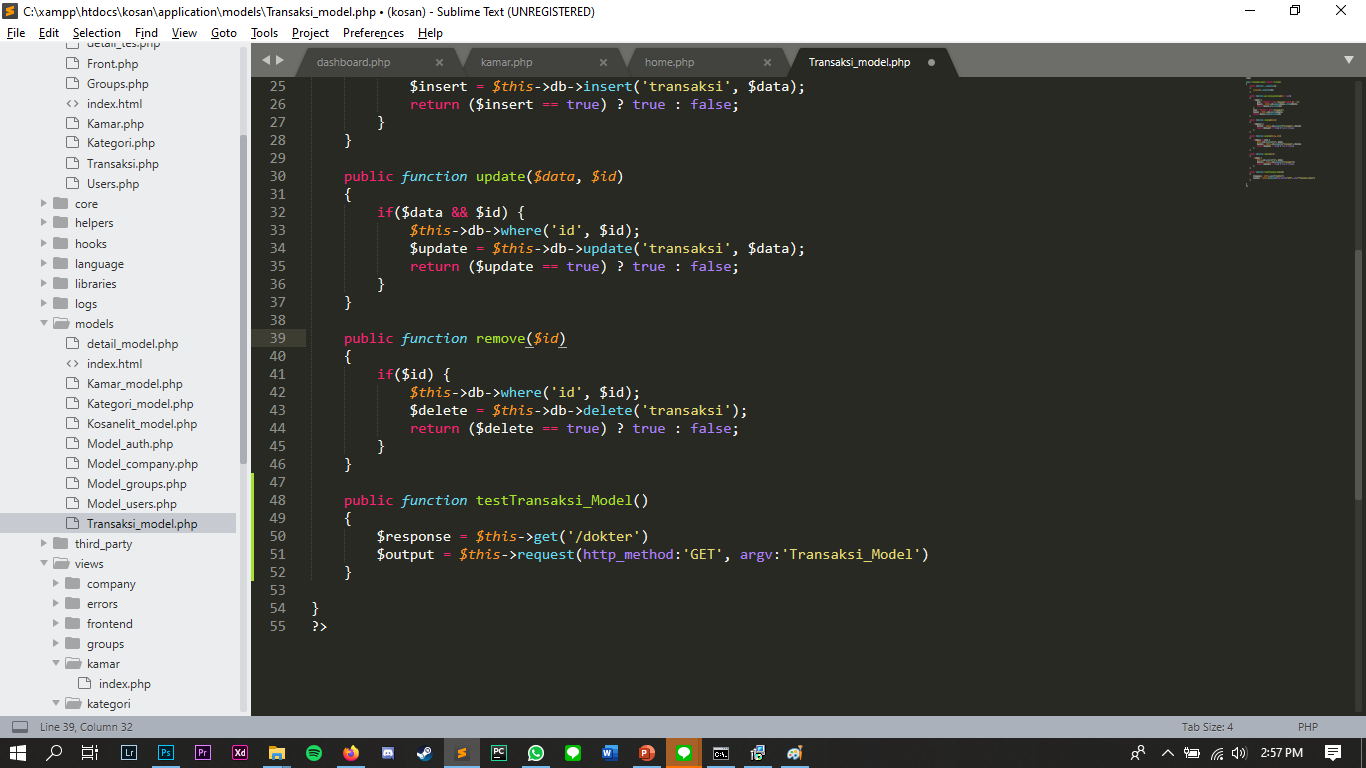 C:\xampp\htdocs\kosan\application\models\Transaksi_model.php • (kosan) - Sublime Text (UNREGISTERED)
File Edit Selection Find View Goto Tools Project Preferences Help
dashboard.php × kamar.php × home.php × Transaksi_model.php
detail_tes.php
Front.php
Groups.php
index.html
Kamar.php
Kategori.php
Transaksi.php
Users.php
core
helpers
hooks
language
libraries
logs
models
detail_model.php
index.html
Kamar_model.php
Kategori_model.php
Kosanelit_model.php
Model_auth.php
Model_company.php
Model_groups.php
Model_users.php
Transaksi_model.php
third_party
views
company
errors
frontend
groups
kamar
index.php
kategori
25 $insert = $this->db->insert('transaksi', $data);
26 return ($insert == true) ? true : false;
27 }
28 }
29
30 public function update($data, $id)
31 {
32 if($data && $id) {
33 $this->db->where('id', $id);
34 $update = $this->db->update('transaksi', $data);
35 return ($update == true) ? true : false;
36 }
37 }
38
39 public function remove($id)
40 {
41 if($id) {
42 $this->db->where('id', $id);
43 $delete = $this->db->delete('transaksi');
44 return ($delete == true) ? true : false;
45 }
46 }
47
48 public function testTransaksi_Model()
49 {
50 $response = $this->get('/dokter')
51 $output = $this->request(http_method:'GET', argv:'Transaksi_Model')
52 }
53
54 }
55 ?>
Line 39, Column 32 Tab Size: 4 PHP
Lr Ps Pr Xd PC 2:57 PM